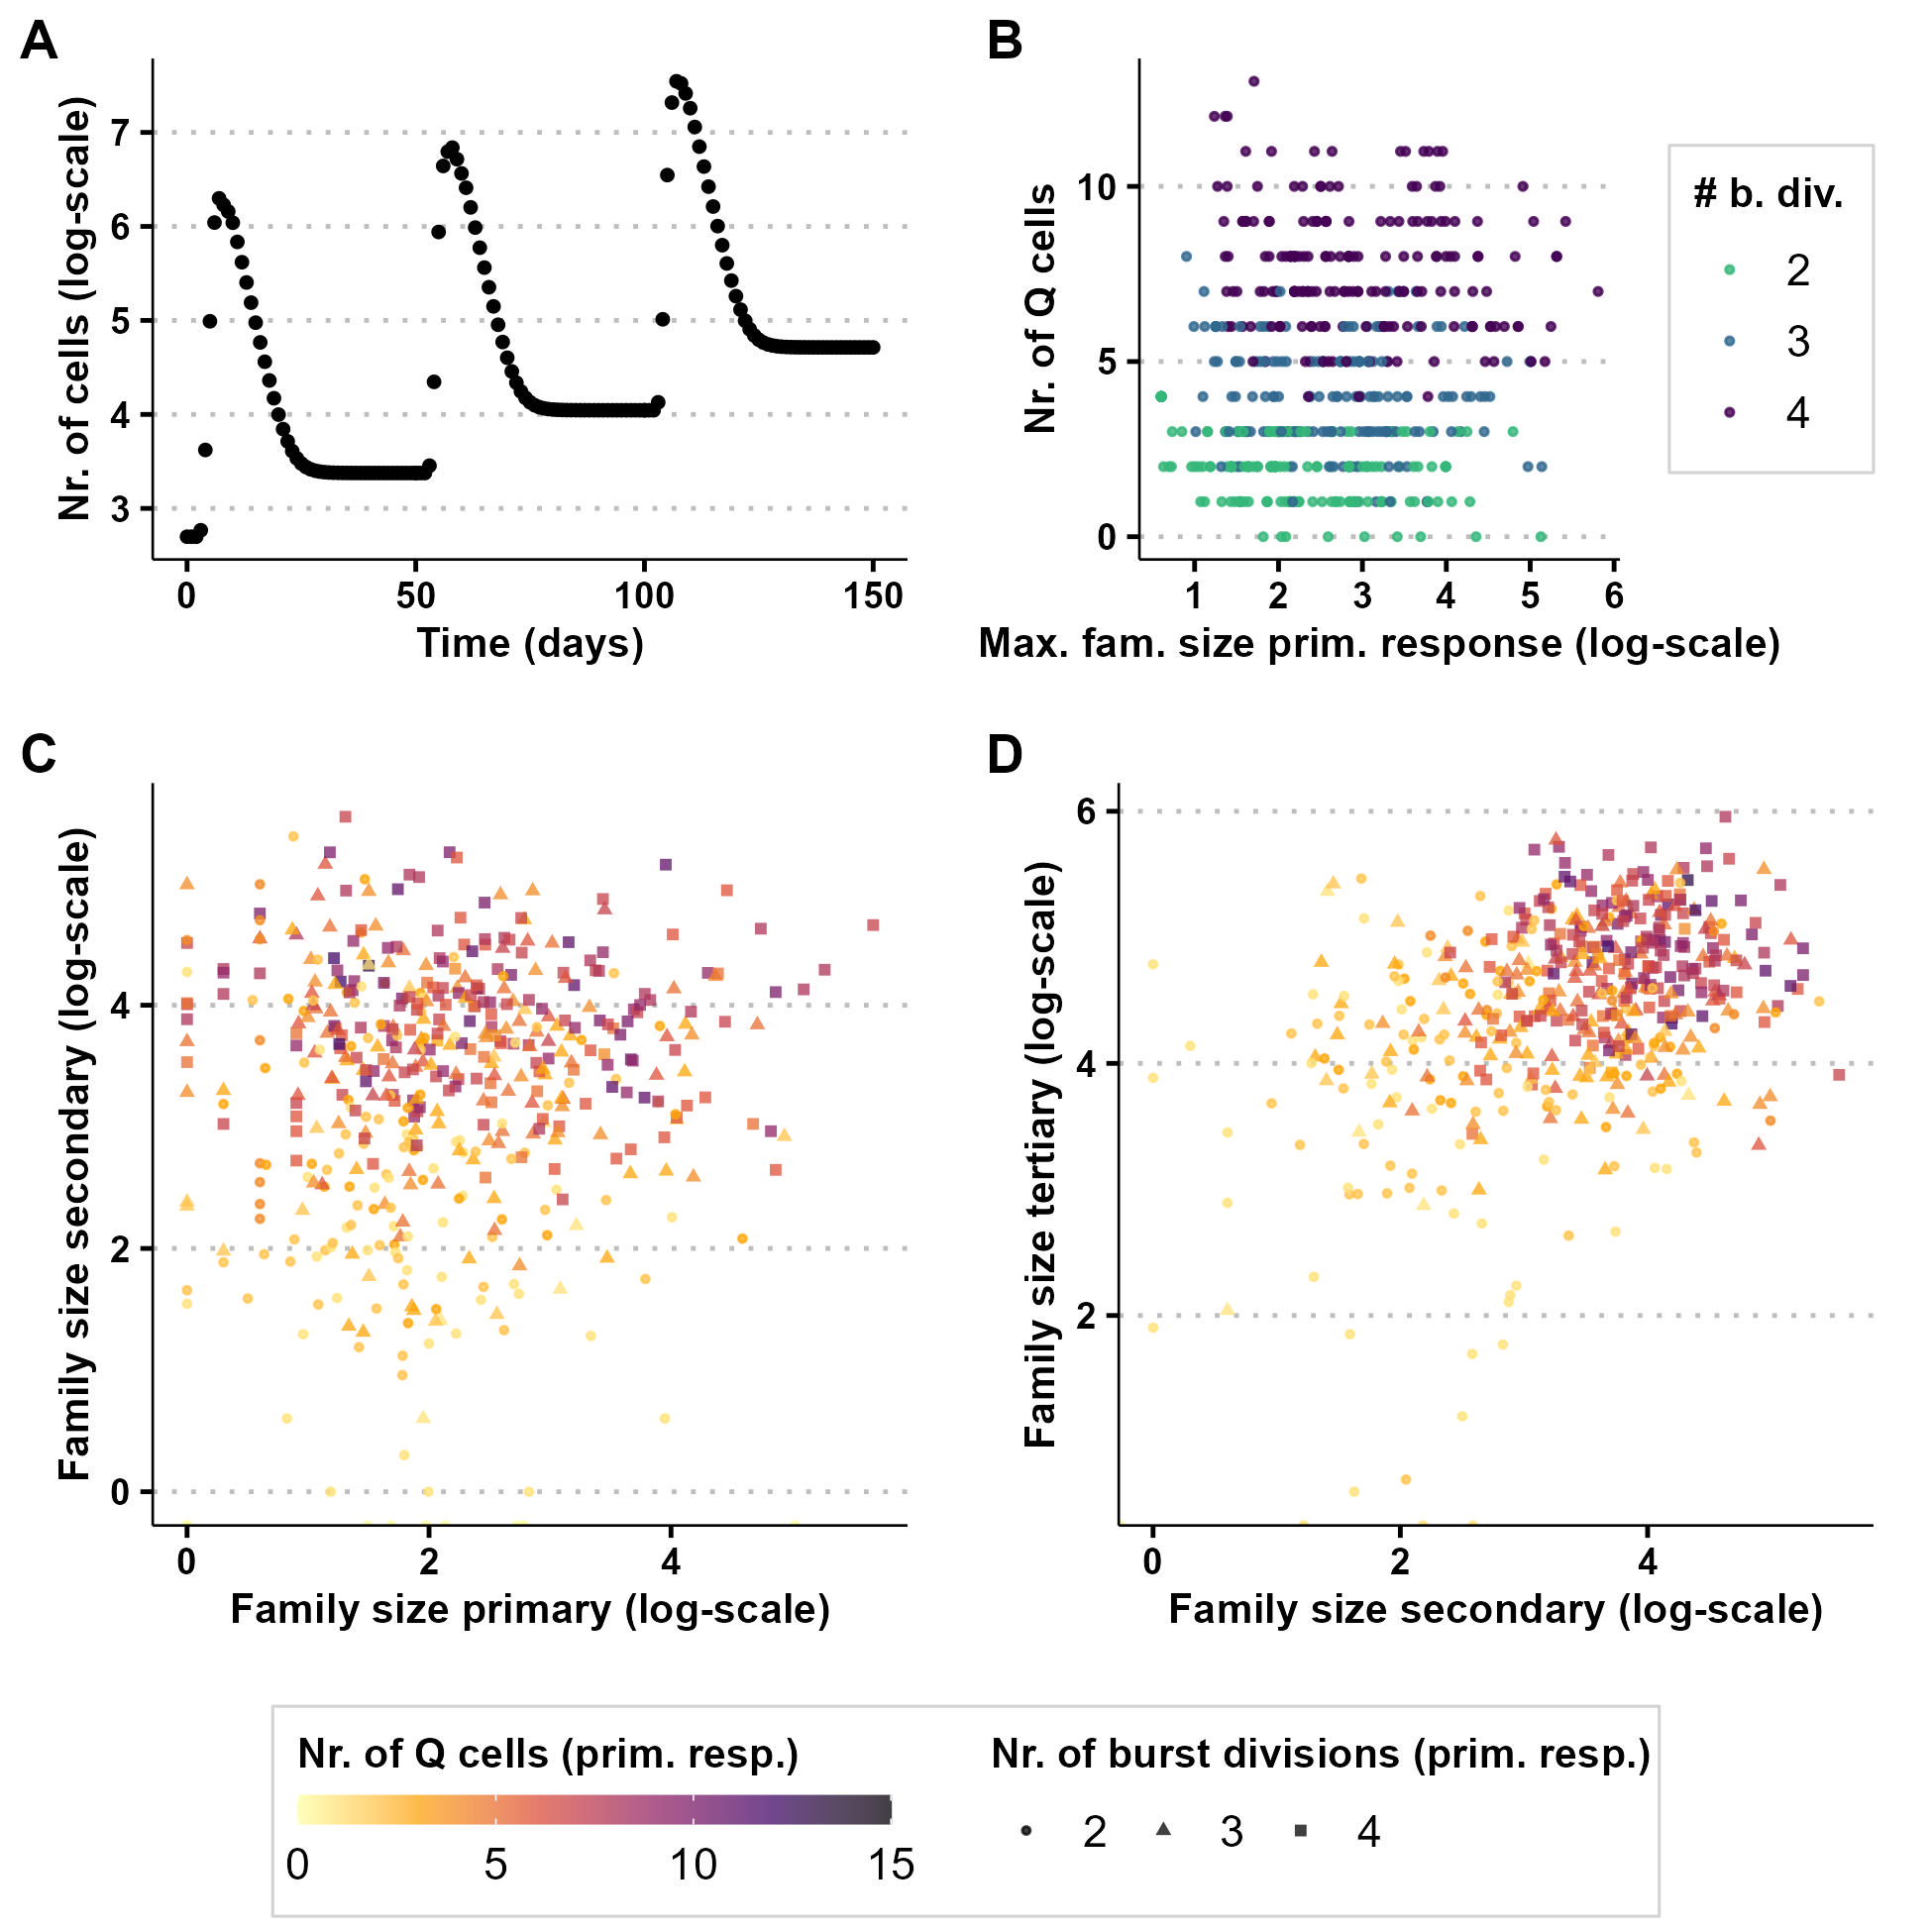 A
Nr. of cells (log-scale)
7
6
5
4
3
0 50 100 150
Time (days)
B
Nr. of Q cells
10
5
0
1 2 3 4 5 6
Max. fam. size prim. response (log-scale)
# b. div.
2
3
4
C
Family size secondary (log-scale)
4
2
0
0 2 4
Family size primary (log-scale)
D
Family size tertiary (log-scale)
6
4
2
0 2 4
Family size secondary (log-scale)
Nr. of Q cells (prim. resp.)
0 5 10 15
Nr. of burst divisions (prim. resp.)
2 3 4